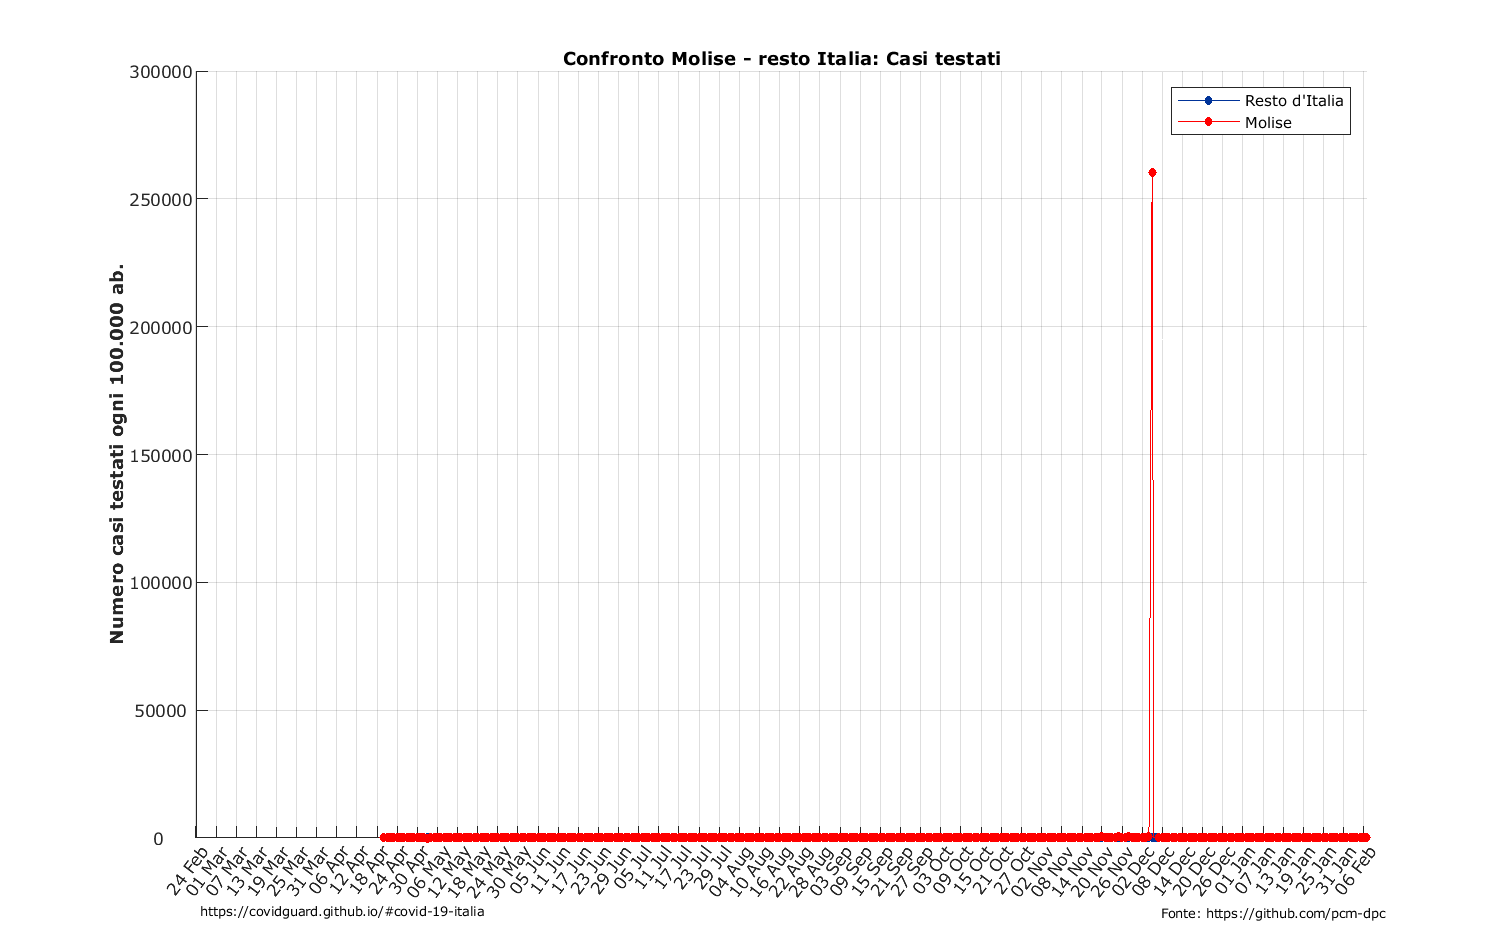 Confronto Molise - resto Italia: Casi testati
Resto d'Italia
Molise
Numero casi testati ogni 100.000 ab.
300000
250000
200000
150000
100000
50000
0
24 Feb
01 Mar
07 Mar
13 Mar
19 Mar
25 Mar
31 Mar
06 Apr
12 Apr
18 Apr
24 Apr
30 Apr
06 May
12 May
18 May
24 May
30 May
05 Jun
11 Jun
17 Jun
23 Jun
29 Jun
05 Jul
11 Jul
17 Jul
23 Jul
29 Jul
04 Aug
10 Aug
16 Aug
22 Aug
28 Aug
03 Sep
09 Sep
15 Sep
21 Sep
27 Sep
03 Oct
09 Oct
15 Oct
21 Oct
27 Oct
02 Nov
08 Nov
14 Nov
20 Nov
26 Nov
02 Dec
08 Dec
14 Dec
20 Dec
26 Dec
01 Jan
07 Jan
13 Jan
19 Jan
25 Jan
31 Jan
06 Feb
https://covidguard.github.io/#covid-19-italia
Fonte: https://github.com/pcm-dpc